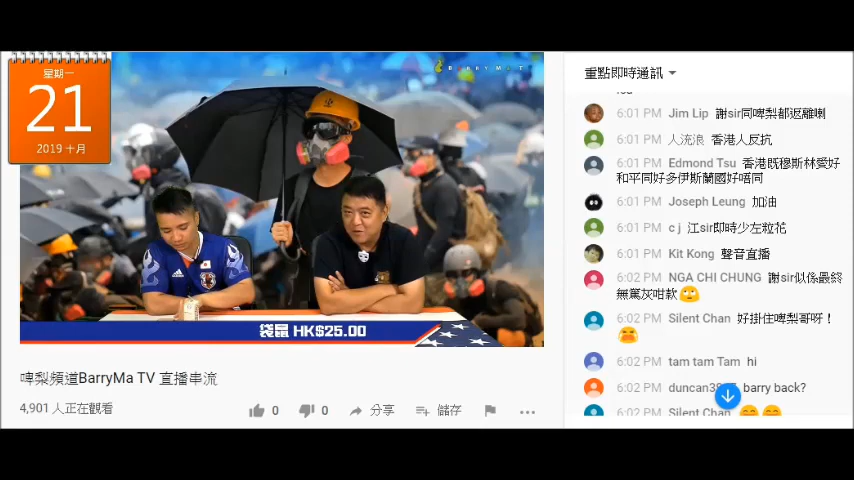 星期一
21
2019 十月
BARRYMATV
袋鼠 HK$25.00
啤梨頻道BarryMa TV 直播串流
4,901 人正在觀看
0
0
分享
儲存
重點即時通訊
6:01 PM Jim Lip 謝sir同啤梨都返離喇
6:01 PM 人流浪 香港人反抗
6:01 PM Edmond Tsu 香港既穆斯林愛好
和平同好多伊斯蘭國好唔同
6:01 PM Joseph Leung 加油
6:01 PM c j 江sir即時少左粒花
6:01 PM Kit Kong 聲音直播
6:02 PM NGA CHI CHUNG 謝sir似係最終
無罵灰咁款
6:02 PM Silent Chan 好掛住啤梨哥呀！
6:02 PM tam tam Tam hi
6:02 PM barry back?
6:02 PM Silent Chan